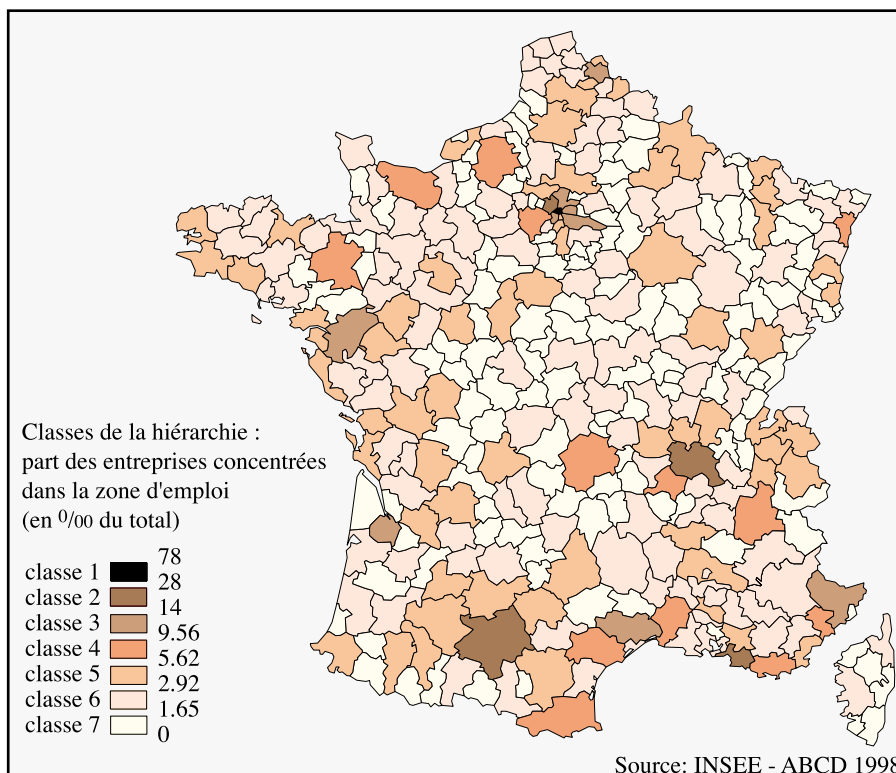 Classes de la hiérarchie :
part des entreprises concentrées
dans la zone d'emploi
(en 0/00 du total)
78
classe 1
28
classe 2
14
classe 3
9.56
classe 4
5.62
classe 5
2.92
classe 6
1.65
classe 7
0
Source: INSEE - ABCD 1998